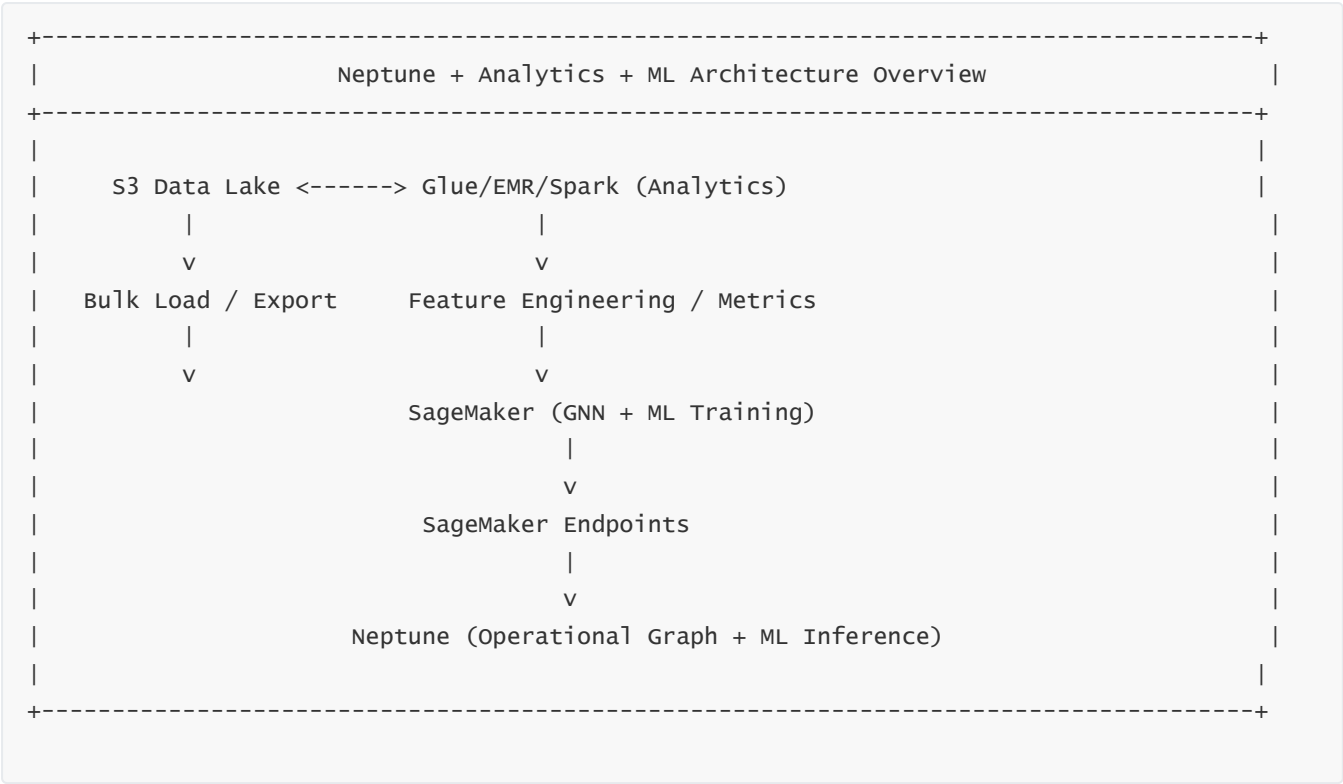 +--------------------------------------------------------------------------------------+
|                     Neptune + Analytics + ML Architecture Overview                    |
+--------------------------------------------------------------------------------------+
|                                                                                      |
|     S3 Data Lake <------> Glue/EMR/Spark (Analytics)                                 |
|          |                        |                                                   |
|          v                        v                                                   |
|   Bulk Load / Export     Feature Engineering / Metrics                                |
|          |                        |                                                   |
|          v                        v                                                   |
|                          SageMaker (GNN + ML Training)                                |
|                                     |                                                 |
|                                     v                                                 |
|                           SageMaker Endpoints                                         |
|                                     |                                                 |
|                                     v                                                 |
|                      Neptune (Operational Graph + ML Inference)                       |
|                                                                                      |
+--------------------------------------------------------------------------------------+